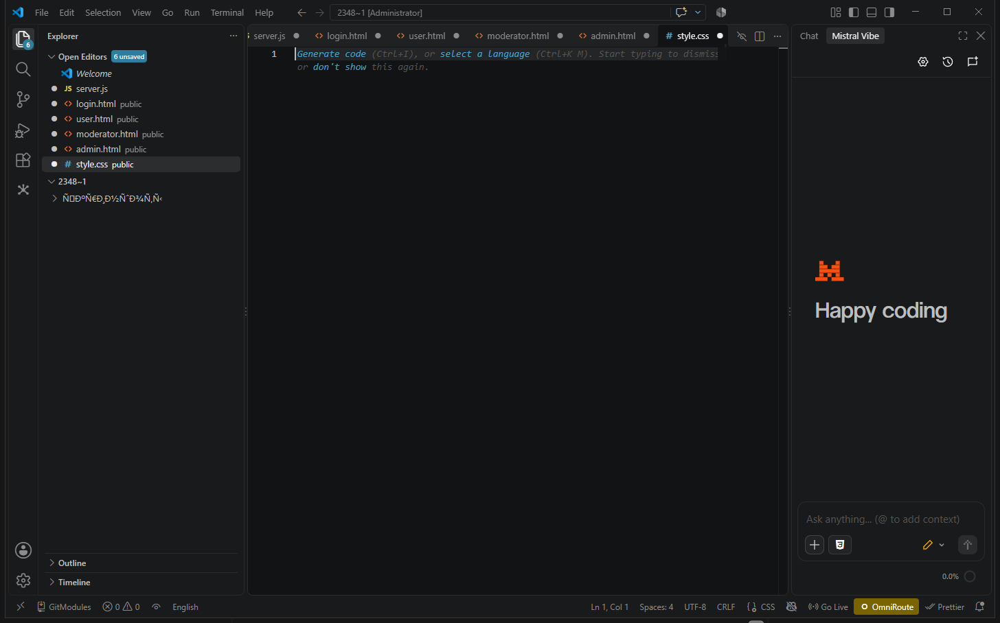 File Edit Selection View Go Run Terminal Help
2348~1 [Administrator]
6
Explorer
Open Editors 6 unsaved
Welcome
JS server.js
<> login.html public
<> user.html public
<> moderator.html public
<> admin.html public
# style.css public
2348~1
Outline
Timeline
server.js <> login.html <> user.html <> moderator.html <> admin.html # style.css
1 Generate code (Ctrl+I), or select a language (Ctrl+K M). Start typing to dismiss
or don't show this again.
Chat Mistral Vibe
Happy coding
Ask anything... (@ to add context)
0.0%
GitModules 0 0 English
Ln 1, Col 1 Spaces: 4 UTF-8 CRLF {} CSS Go Live OmniRoute Prettier